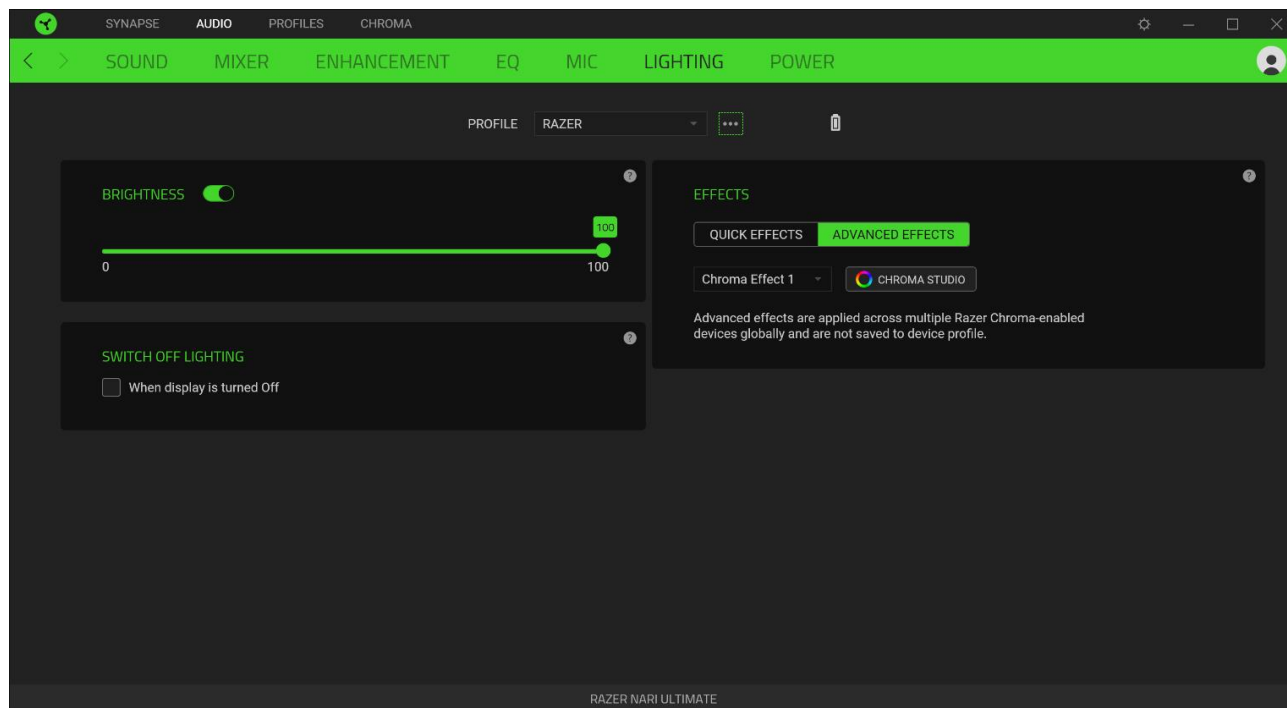 SYNAPSE AUDIO PROFILES CHROMA
SOUND MIXER ENHANCEMENT EQ MIC LIGHTING POWER
PROFILE RAZER
BRIGHTNESS
100
0 100
SWITCH OFF LIGHTING
When display is turned Off
EFFECTS
QUICK EFFECTS ADVANCED EFFECTS
Chroma Effect 1 CHROMA STUDIO
Advanced effects are applied across multiple Razer Chroma-enabled
devices globally and are not saved to device profile.
RAZER NARI ULTIMATE